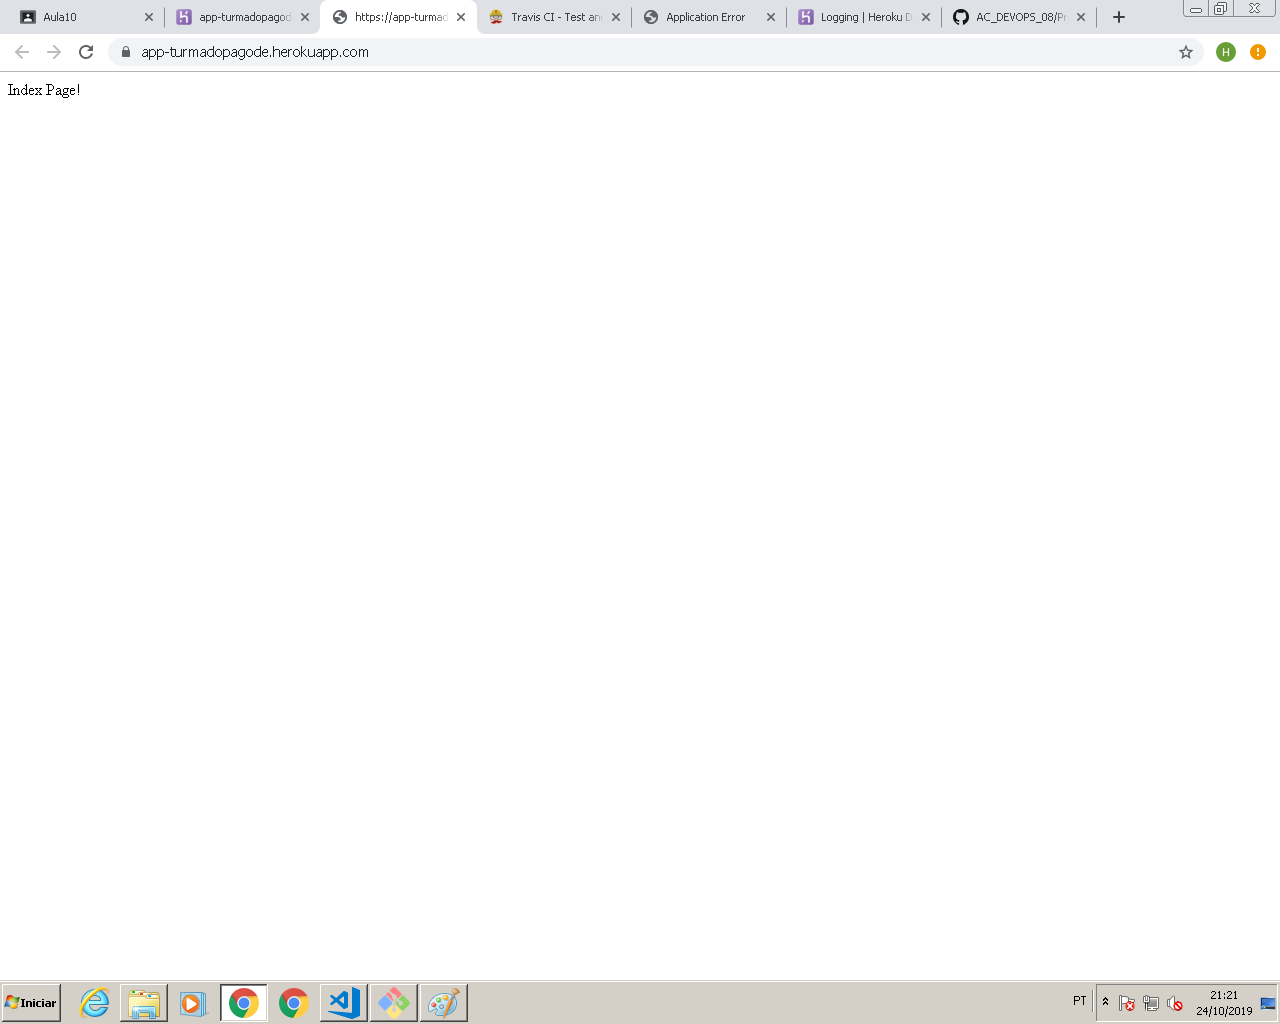 Aula10
app-turmadopagod
https://app-turmad
Travis CI - Test an
Application Error
Logging | Heroku D
AC_DEVOPS_08/Pr
app-turmadopagode.herokuapp.com
H
Index Page!
Iniciar
PT
21:21
24/10/2019